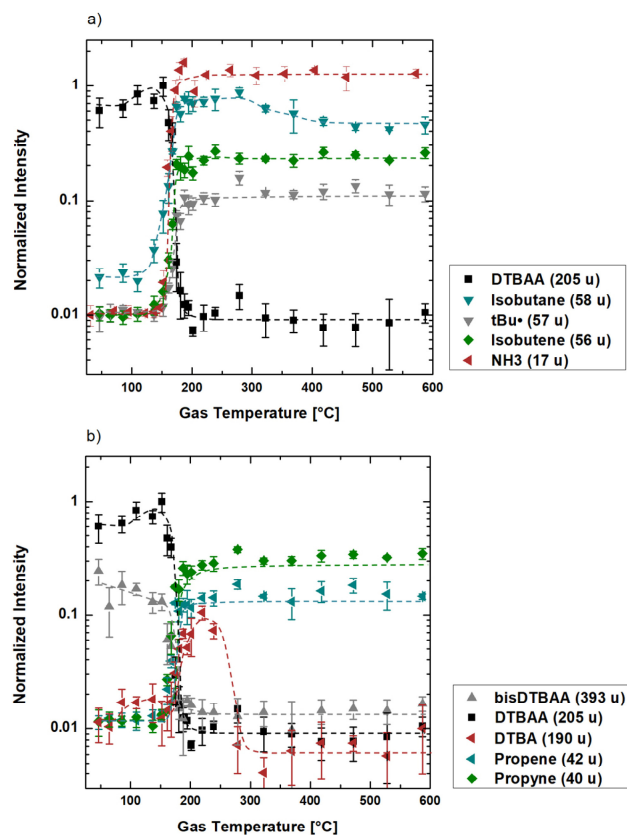 a)
Normalized Intensity
1
0.1
0.01
100 200 300 400 500 600
Gas Temperature [°C]
DTBAA (205 u)
Isobutane (58 u)
tBu• (57 u)
Isobutene (56 u)
NH3 (17 u)
b)
Normalized Intensity
1
0.1
0.01
100 200 300 400 500 600
Gas Temperature [°C]
bisDTBAA (393 u)
DTBAA (205 u)
DTBA (190 u)
Propene (42 u)
Propyne (40 u)